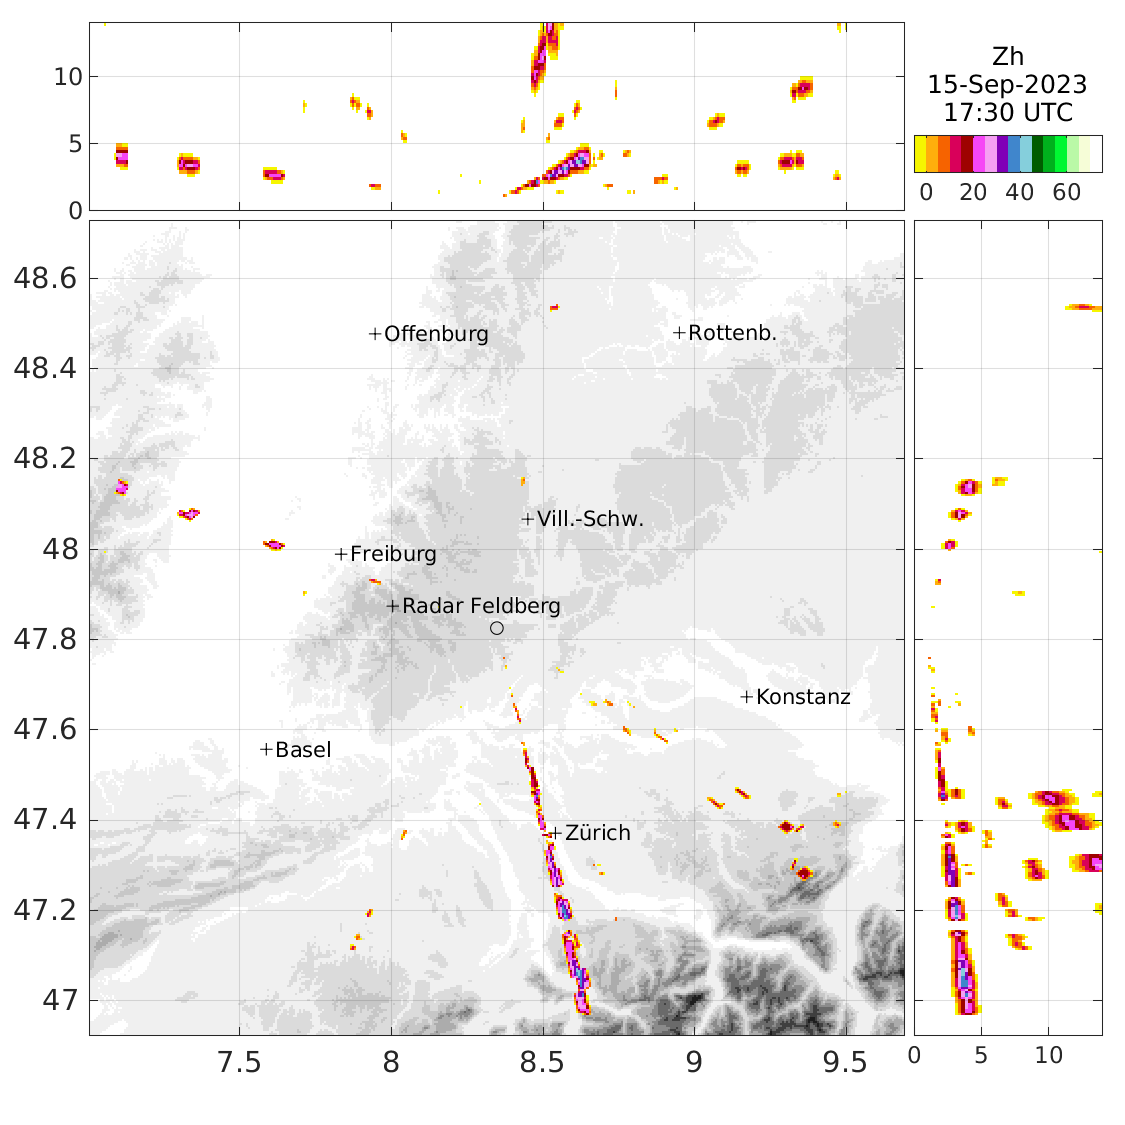 10
5
0
Zh
15-Sep-2023
17:30 UTC
0 20 40 60
48.6
48.4
48.2
48
47.8
47.6
47.4
47.2
47
Offenburg
Rottenb.
Vill.-Schw.
Freiburg
Radar Feldberg
Konstanz
Basel
Zürich
7.5 8 8.5 9 9.5
0 5 10